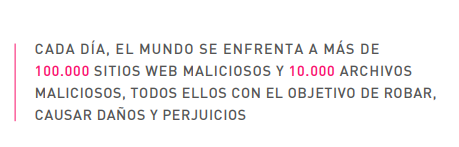 CADA DÍA, EL MUNDO SE ENFRENTA A MÁS DE
100.000 SITIOS WEB MALICIOSOS Y 10.000 ARCHIVOS
MALICIOSOS, TODOS ELLOS CON EL OBJETIVO DE ROBAR,
CAUSAR DAÑOS Y PERJUICIOS